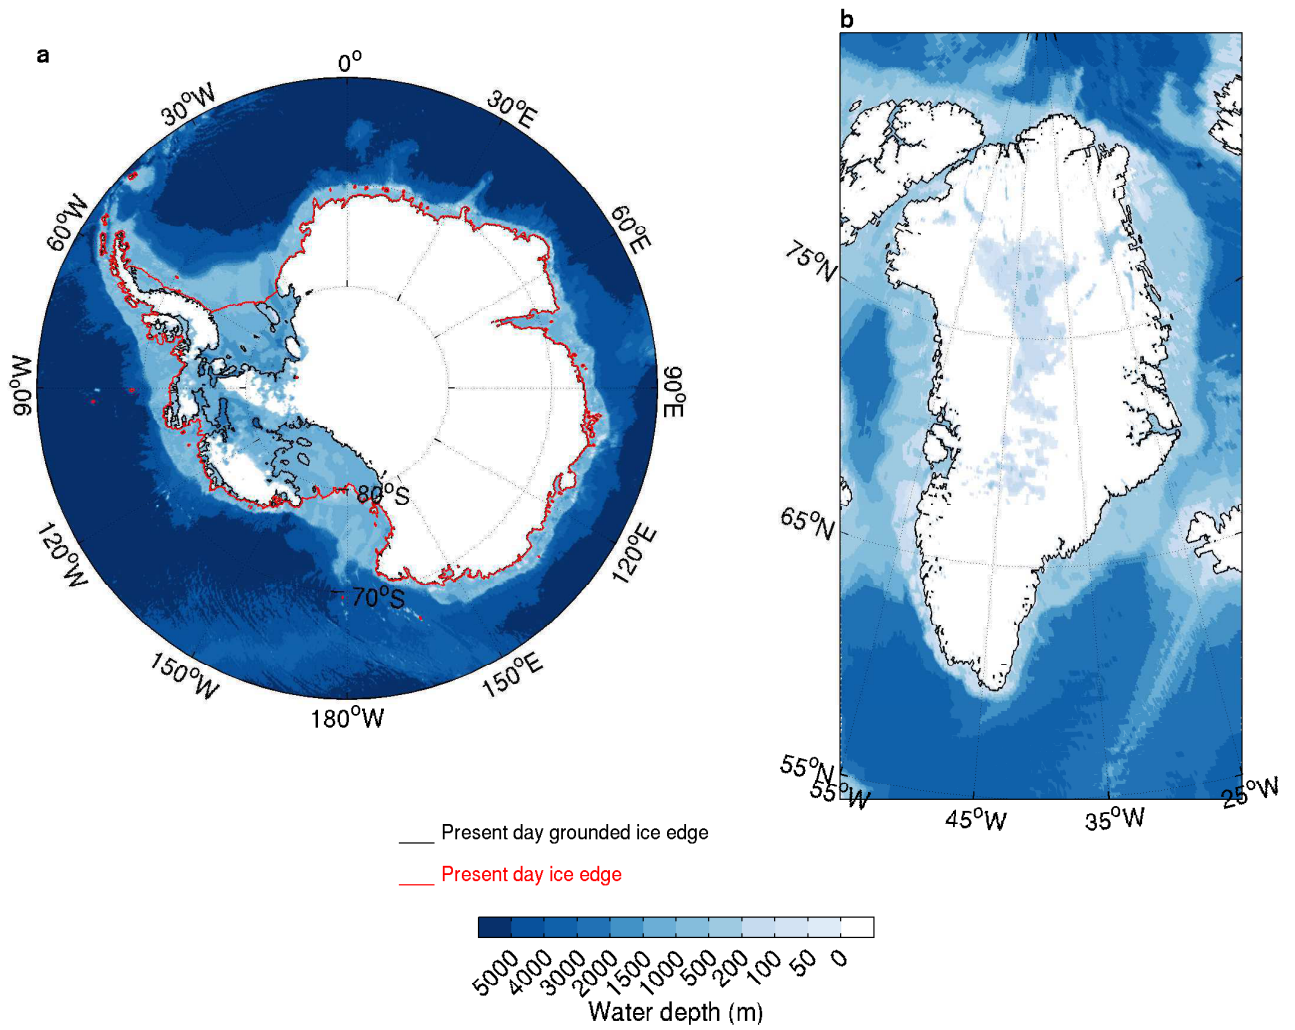 a
b
0°
30°W
30°E
60°W
60°E
90°W
90°E
80°S
70°S
120°W
120°E
150°W
150°E
180°W
75°N
65°N
55°N
55°W
45°W
35°W
25°W
Present day grounded ice edge
Present day ice edge
5000 4000 3000 2000 1500 1000 500 200 100 50 0
Water depth (m)